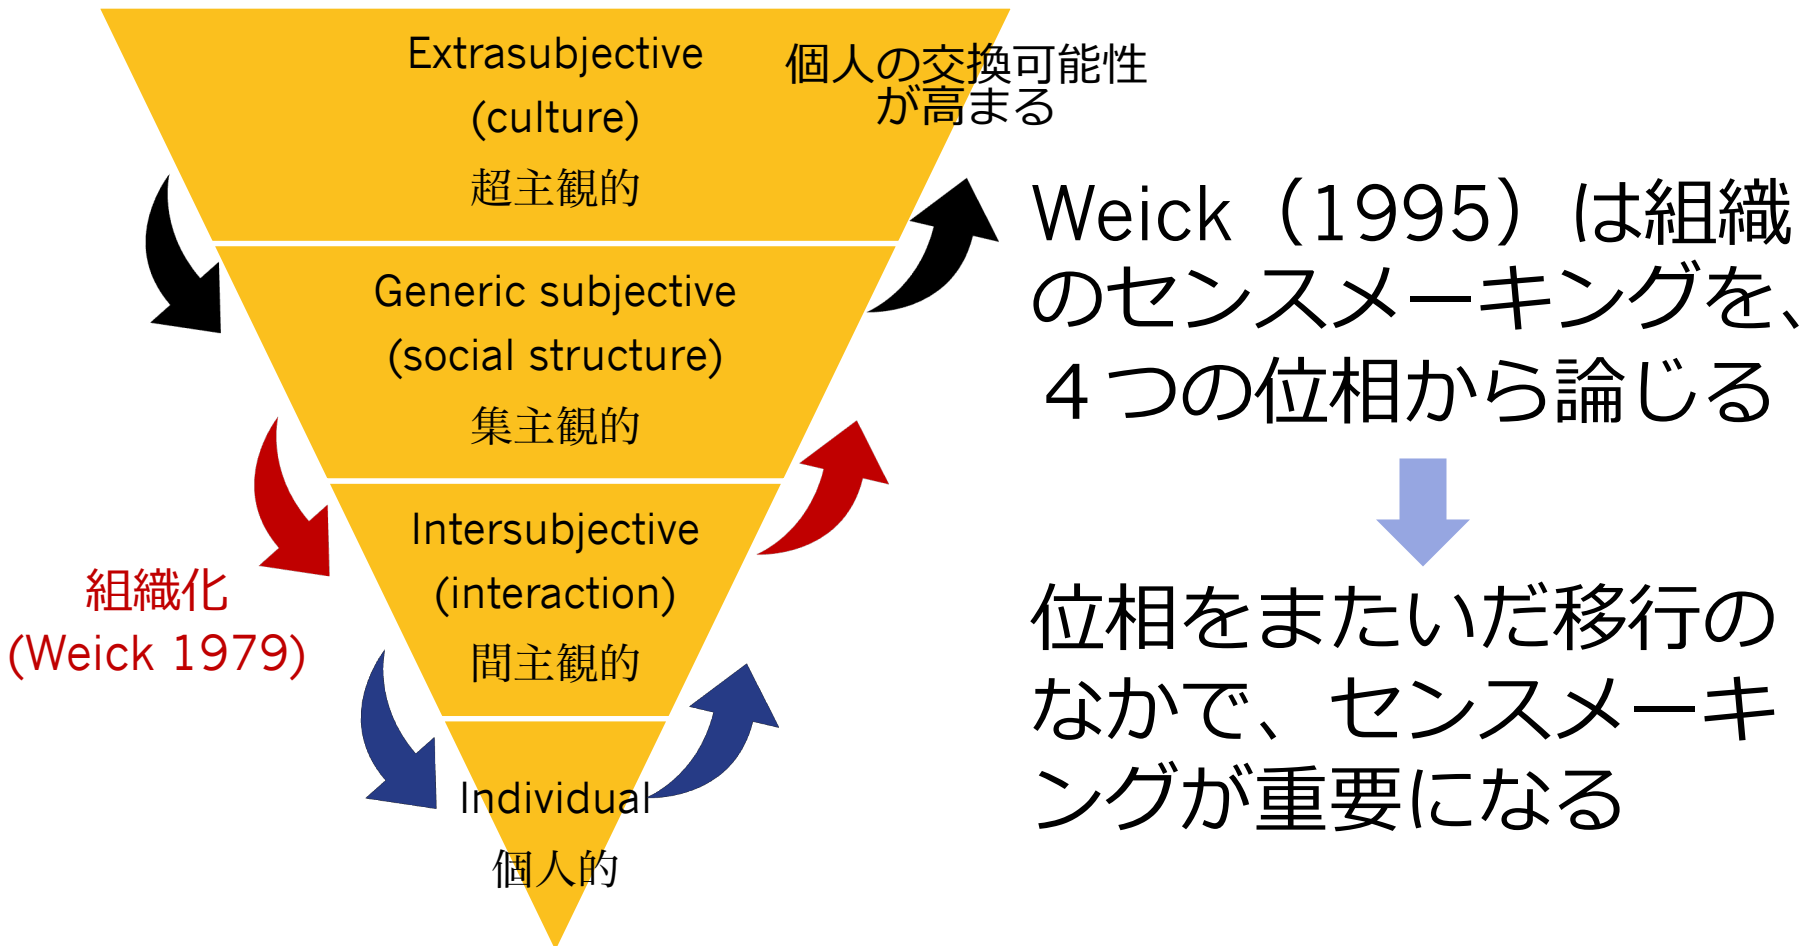 Extrasubjective
(culture)
超主観的
個人の交換可能性
が高まる
Generic subjective
(social structure)
集主観的
Intersubjective
(interaction)
間主観的
組織化
(Weick 1979)
Individual
個人的
Weick（1995）は組織
のセンスメーキングを、
４つの位相から論じる
位相をまたいだ移行の
なかで、センスメーキ
ングが重要になる